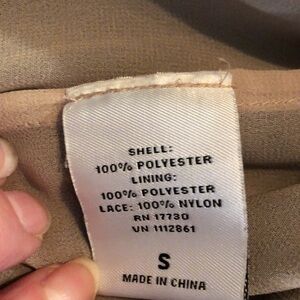 SHELL:
100% POLYESTER
LINING:
100% POLYESTER
LACE: 100% NYLON
RN 17730
VN 1112861
S
MADE IN CHINA